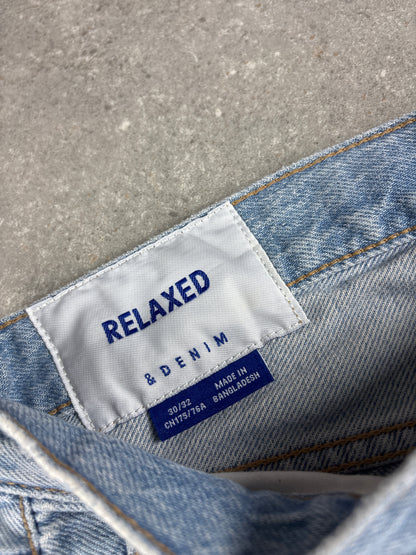 RELAXED
& DENIM
30/32
CN175/76A
MADE IN
BANGLADESH